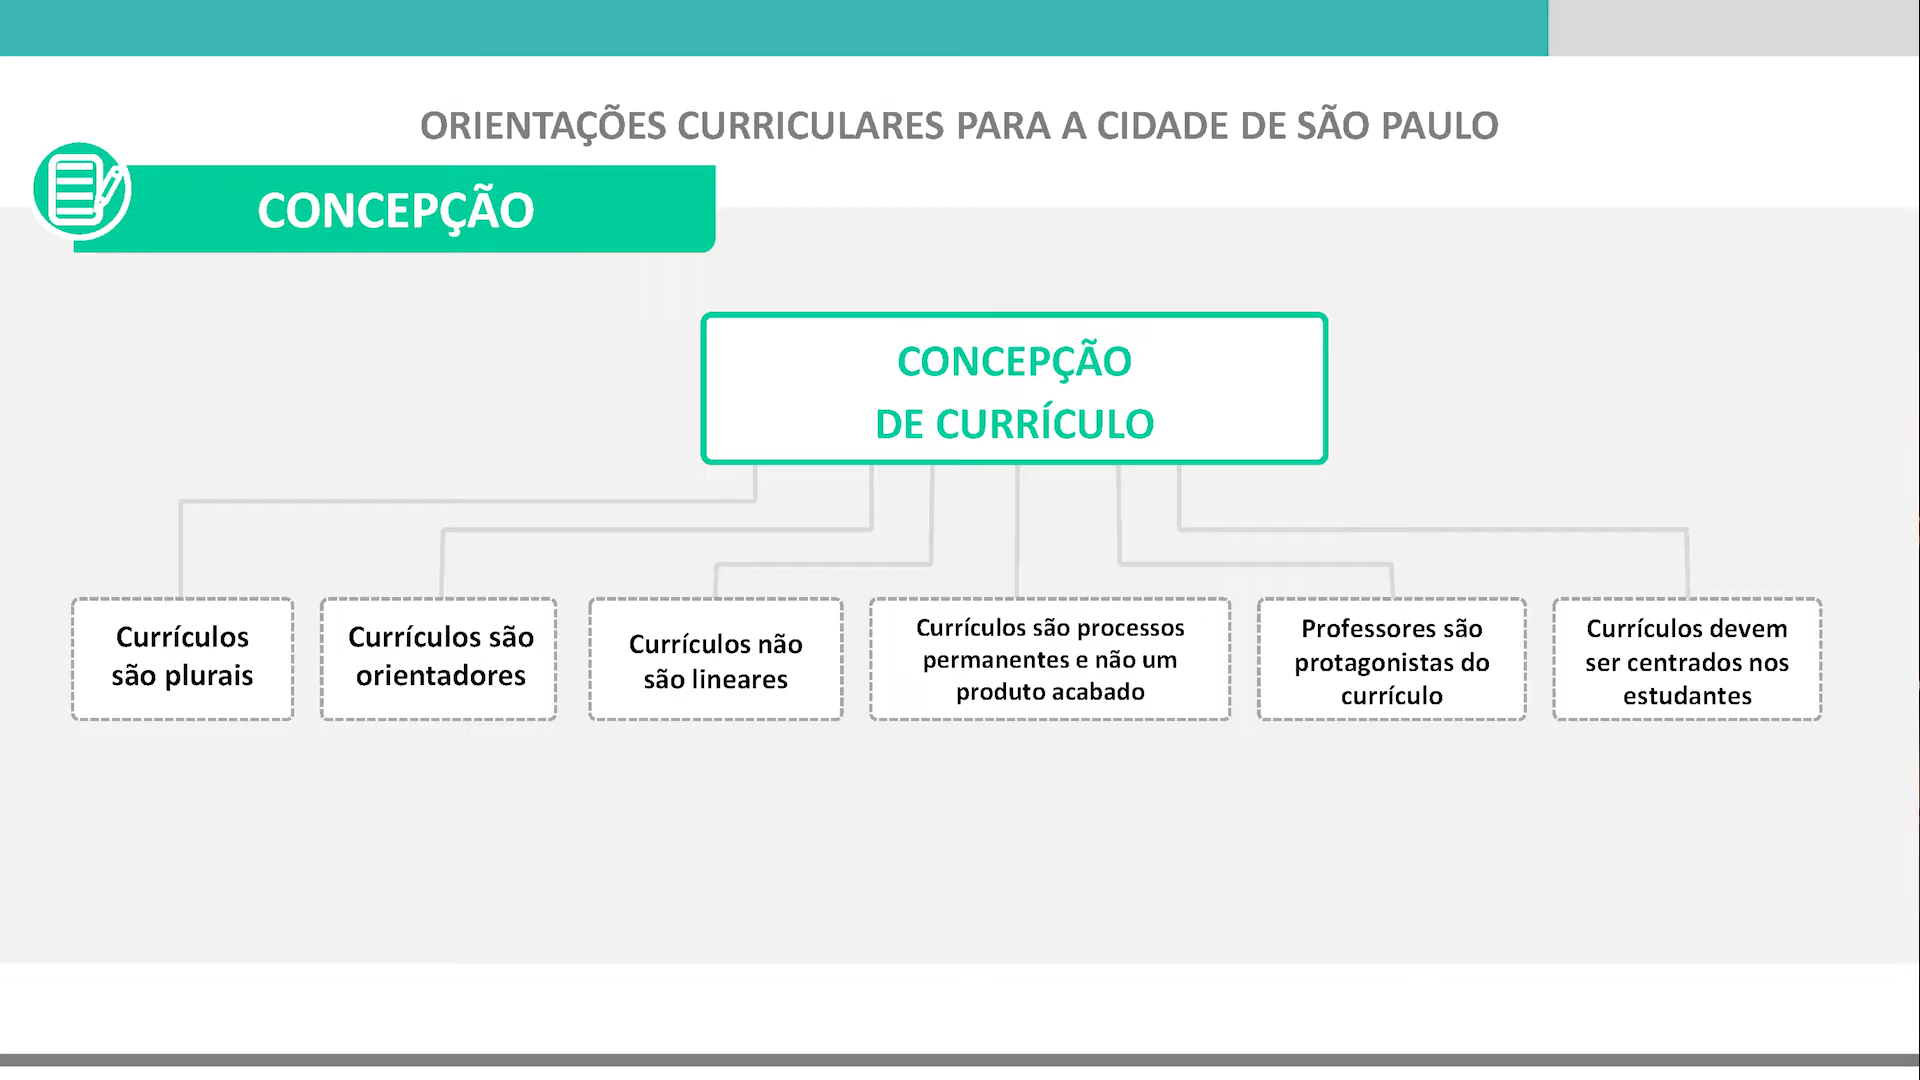 ORIENTAÇÕES CURRICULARES PARA A CIDADE DE SÃO PAULO
CONCEPÇÃO
CONCEPÇÃO
DE CURRÍCULO
Currículos
são plurais
Currículos são
orientadores
Currículos não
são lineares
Currículos são processos
permanentes e não um
produto acabado
Professores são
protagonistas do
currículo
Currículos devem
ser centrados nos
estudantes